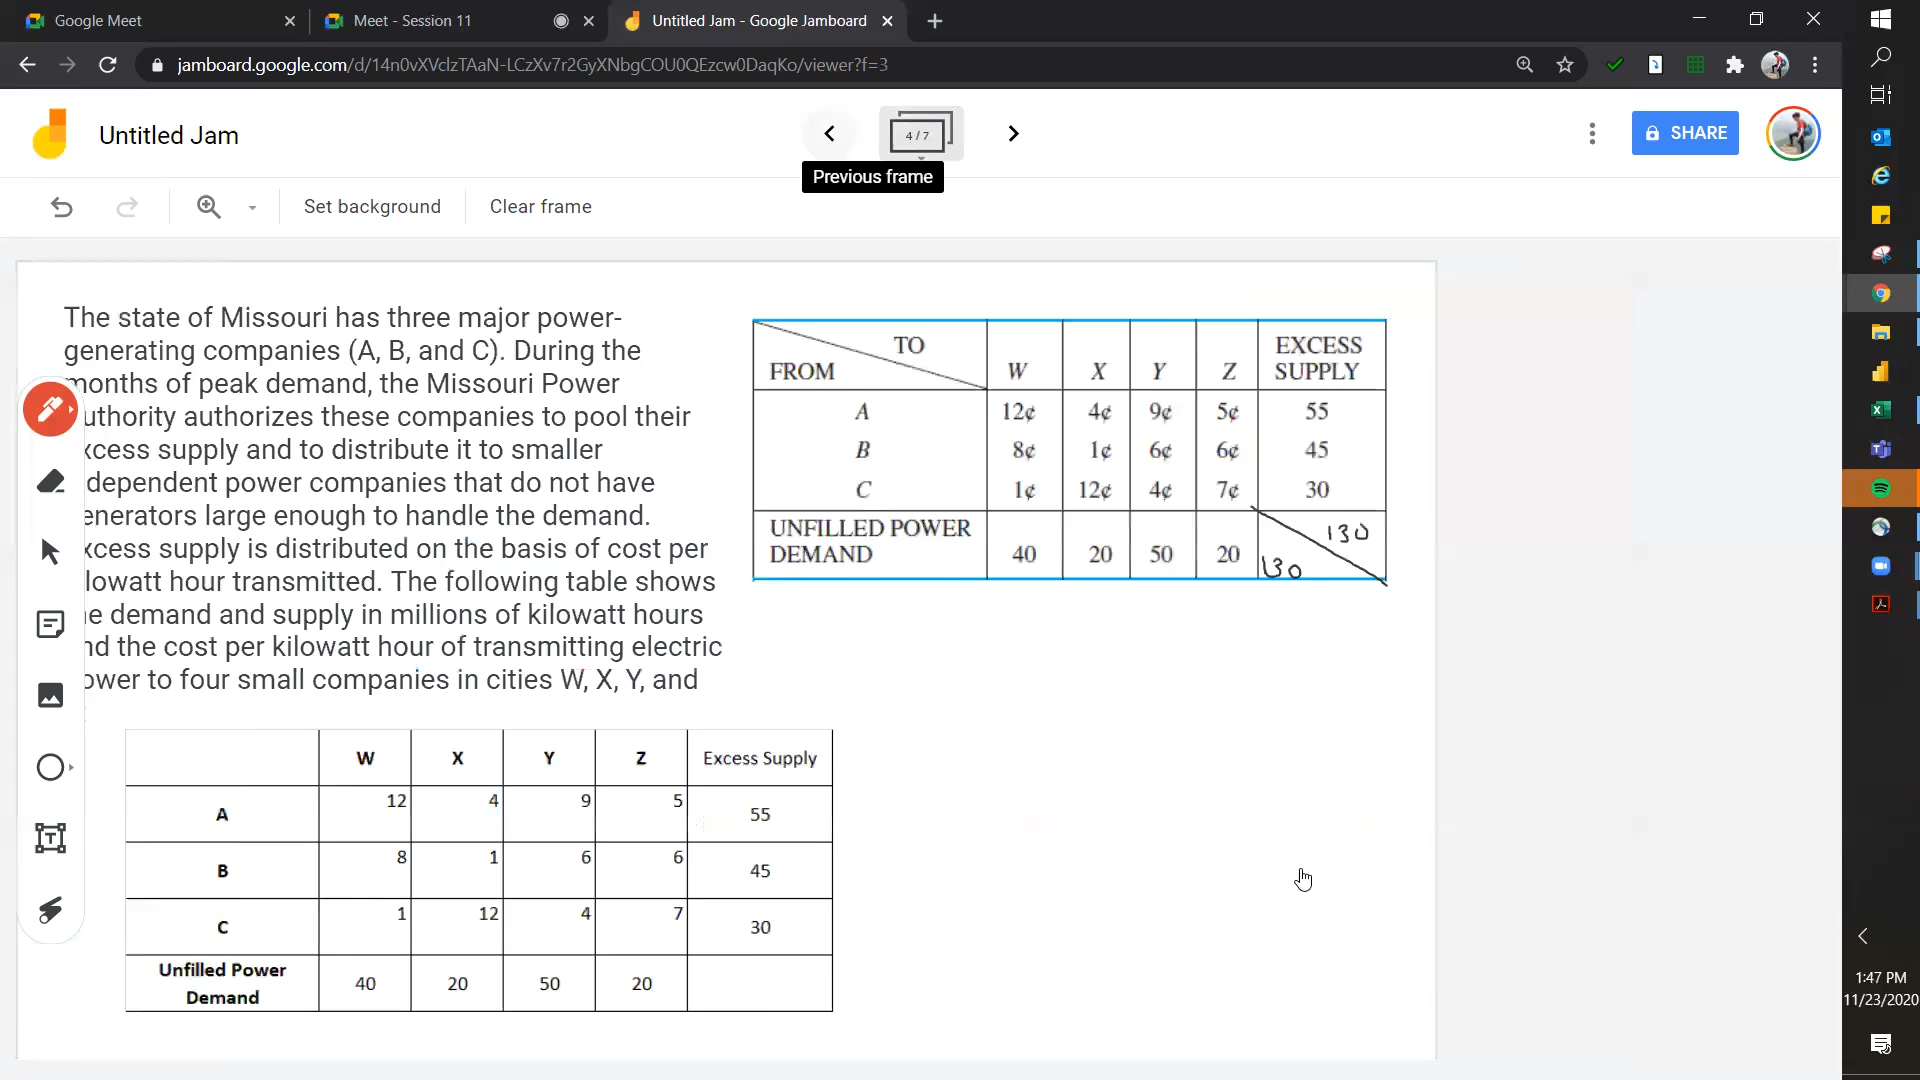 Google Meet
Meet - Session 11
Untitled Jam - Google Jamboard
jamboard.google.com/d/14n0vXVclzTAaN-LCzXv7r2GyXNbgCOU0QEzcw0DaqKo/viewer?f=3
Untitled Jam
4 / 7
SHARE
Previous frame
Set background
Clear frame
The state of Missouri has three major power-
generating companies (A, B, and C). During the
months of peak demand, the Missouri Power
uthority authorizes these companies to pool their
xcess supply and to distribute it to smaller
dependent power companies that do not have
enerators large enough to handle the demand.
xcess supply is distributed on the basis of cost per
lowatt hour transmitted. The following table shows
e demand and supply in millions of kilowatt hours
nd the cost per kilowatt hour of transmitting electric
ower to four small companies in cities W, X, Y, and
TO
FROM W X Y Z EXCESS SUPPLY
A 12¢ 4¢ 9¢ 5¢ 55
B 8¢ 1¢ 6¢ 6¢ 45
C 1¢ 12¢ 4¢ 7¢ 30
UNFILLED POWER
DEMAND 40 20 50 20 130 130
W X Y Z Excess Supply
A 12 4 9 5 55
B 8 1 6 6 45
C 1 12 4 7 30
Unfilled Power
Demand 40 20 50 20
1:47 PM
11/23/2020